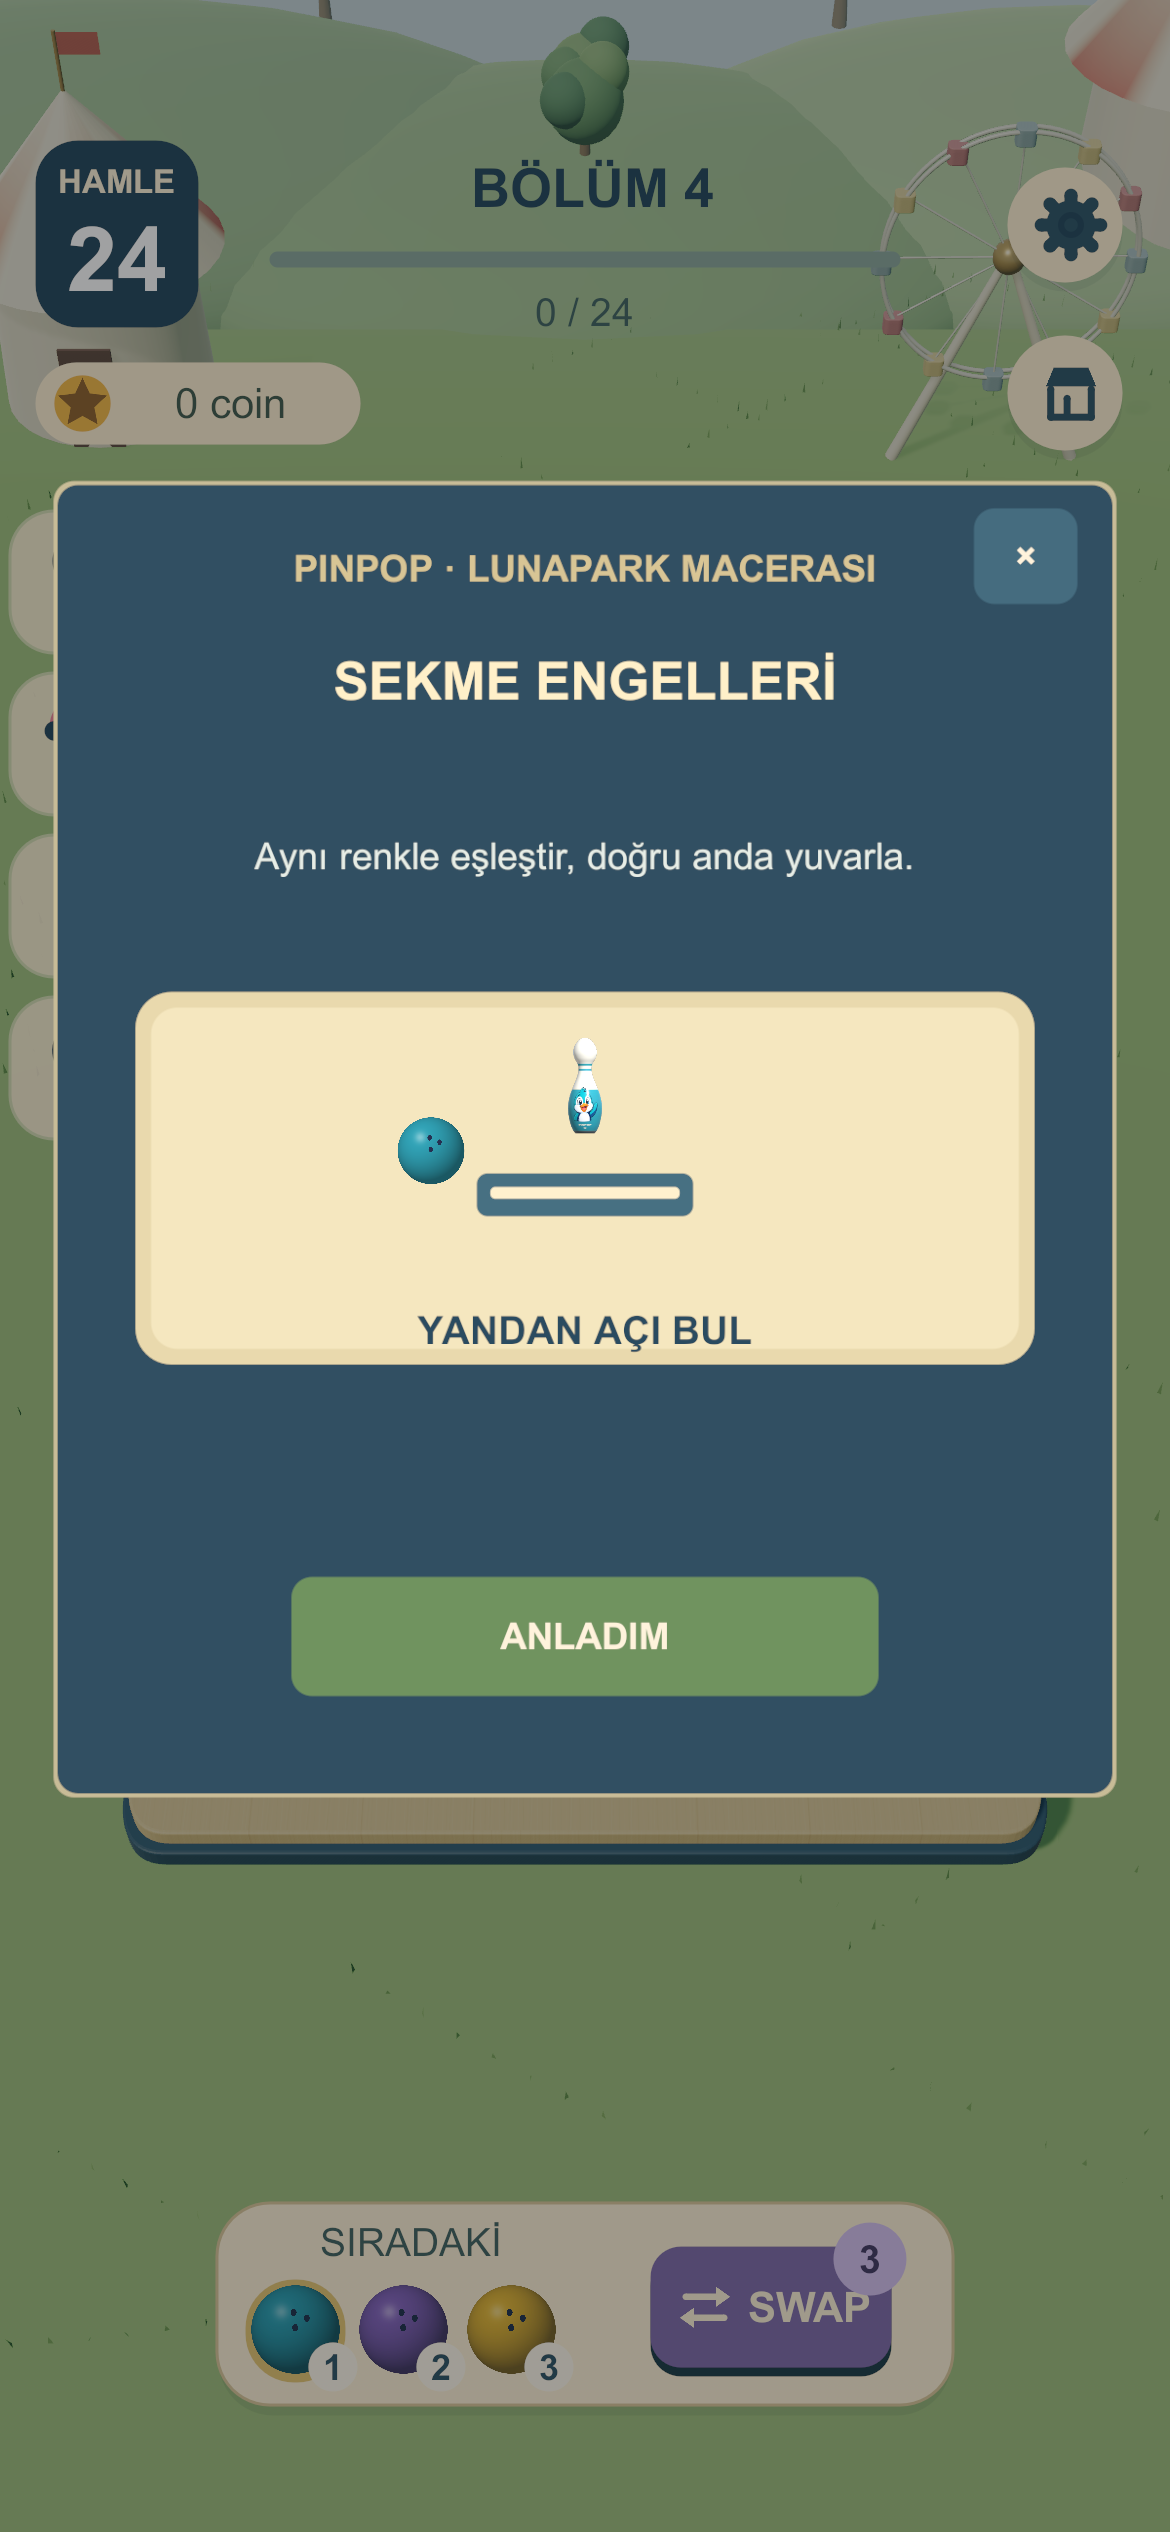 HAMLE
24
BÖLÜM 4
0 / 24
0 coin
PINPOP · LUNAPARK MACERASI
×
SEKME ENGELLERİ
Aynı renkle eşleştir, doğru anda yuvarla.
YANDAN AÇI BUL
ANLADIM
SIRADAKİ
1
2
3
SWAP
3